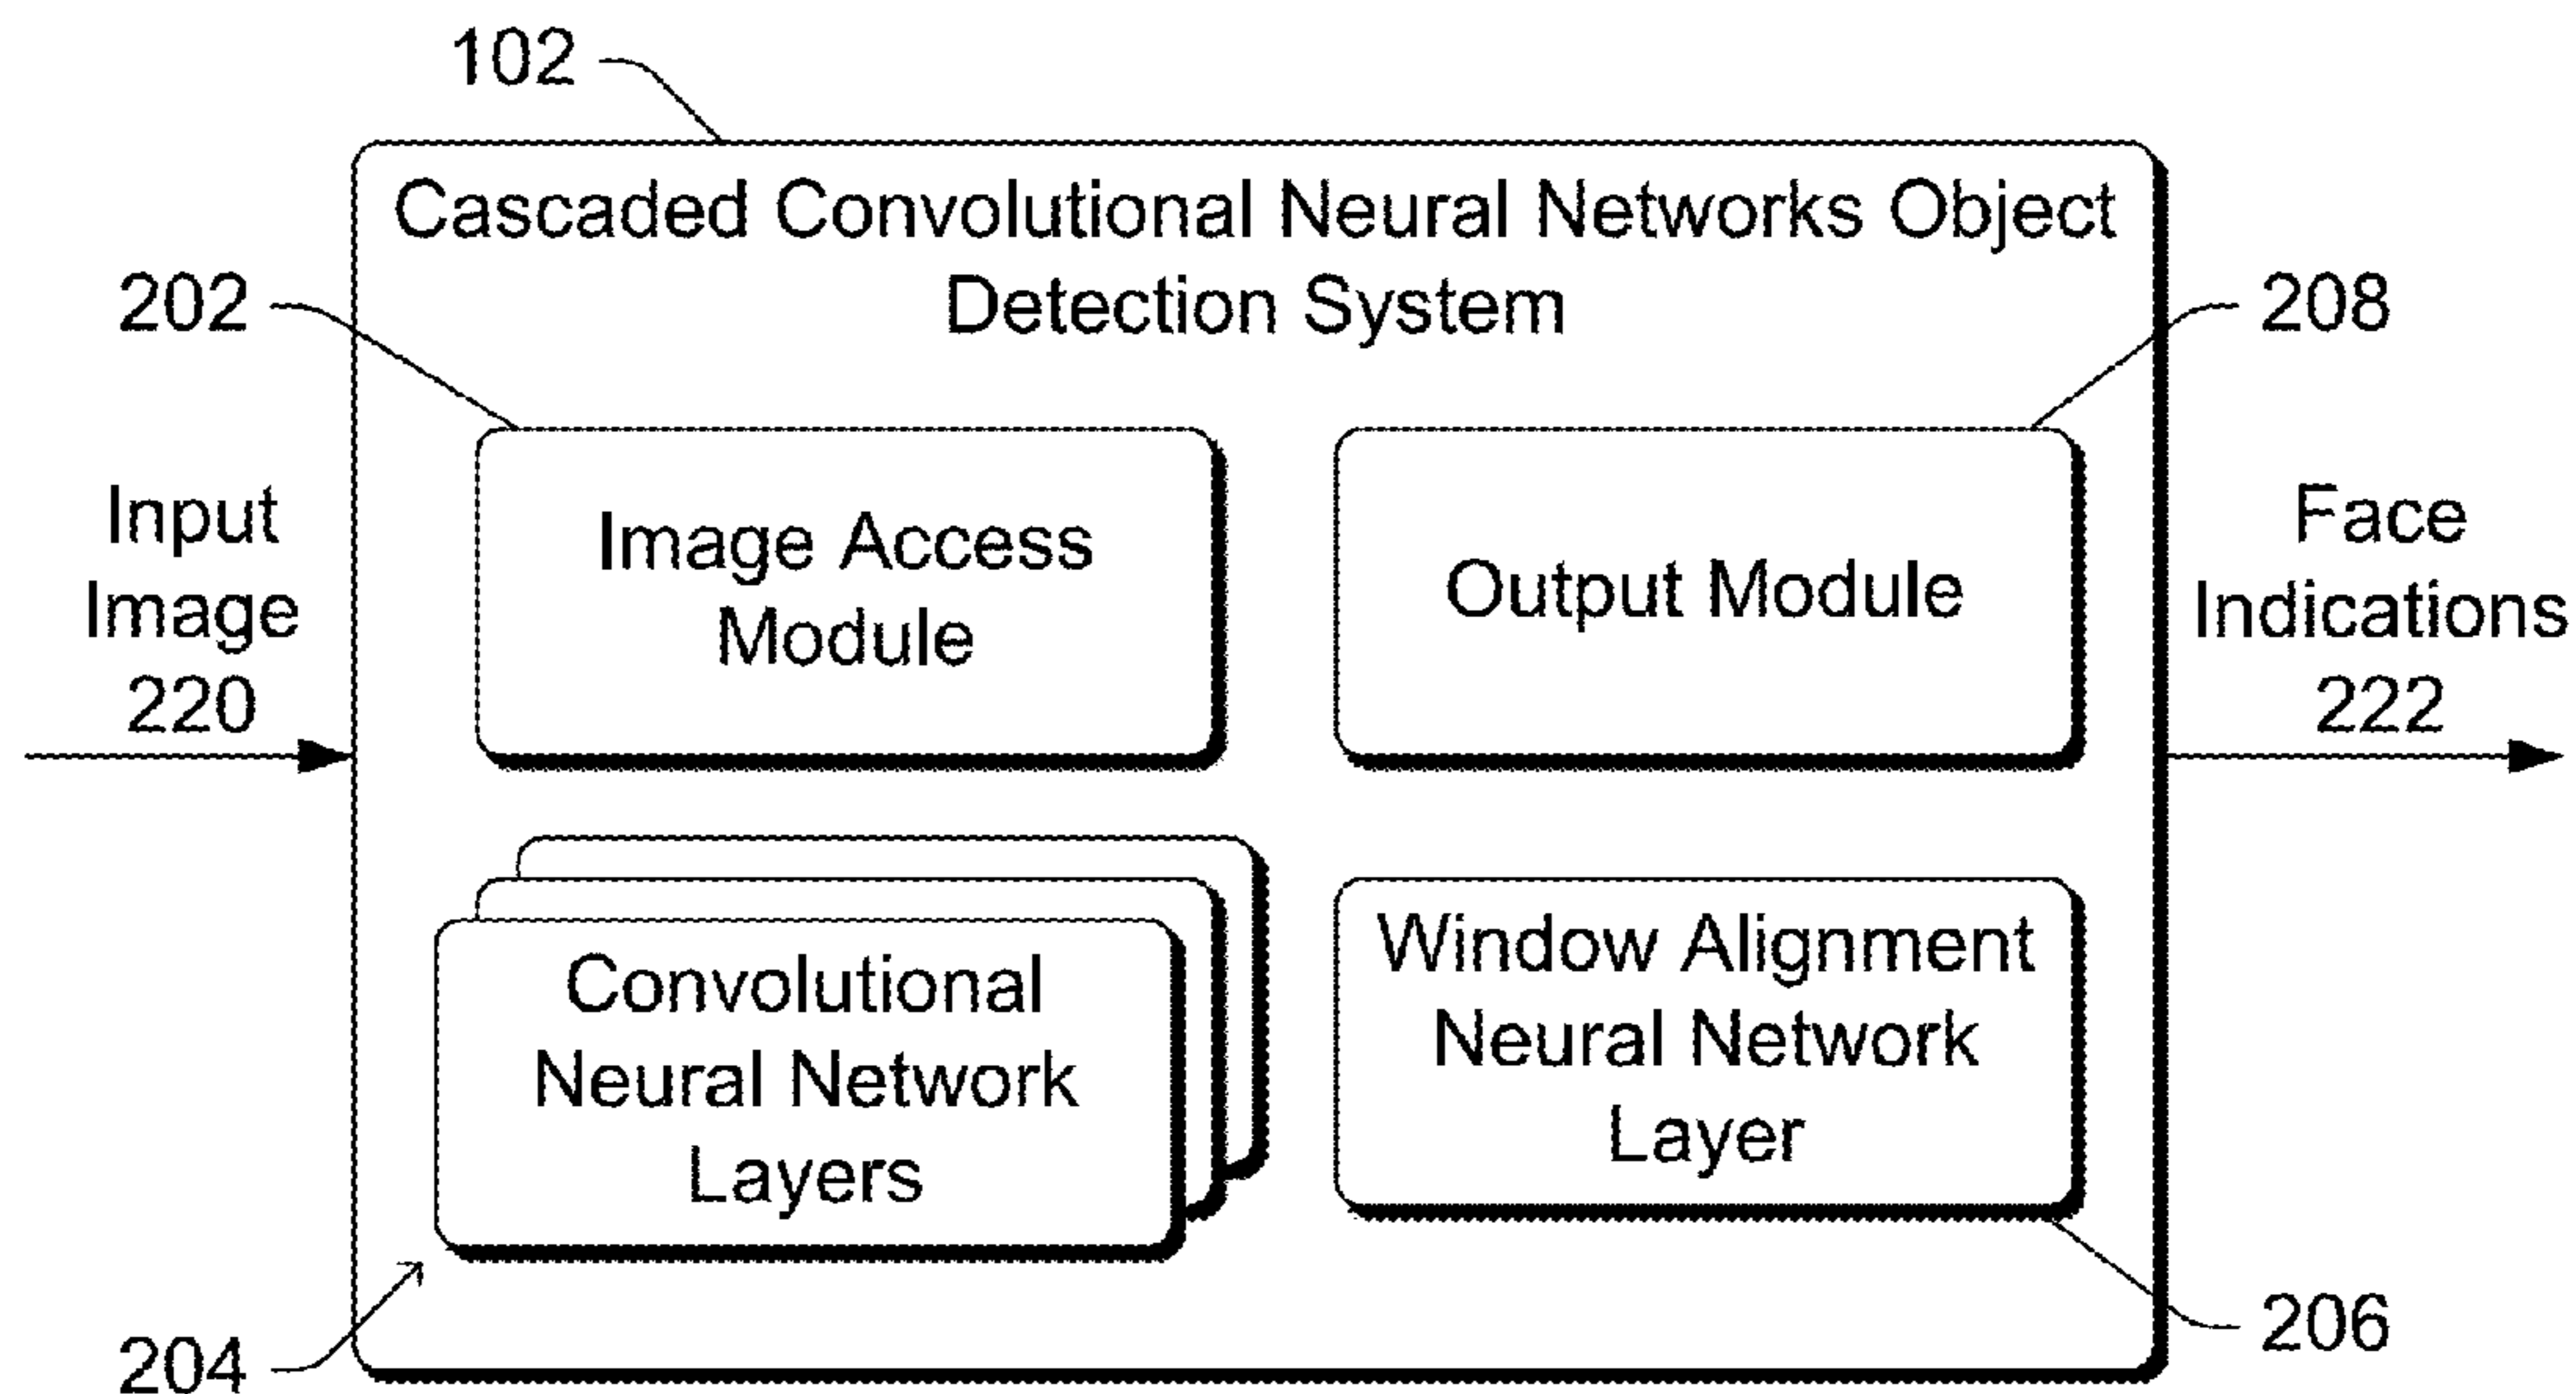 102
Cascaded Convolutional Neural Networks Object
Detection System
202
208
Input
Image
220
Image Access
Module
Output Module
Face
Indications
222
Convolutional
Neural Network
Layers
Window Alignment
Neural Network
Layer
204
206